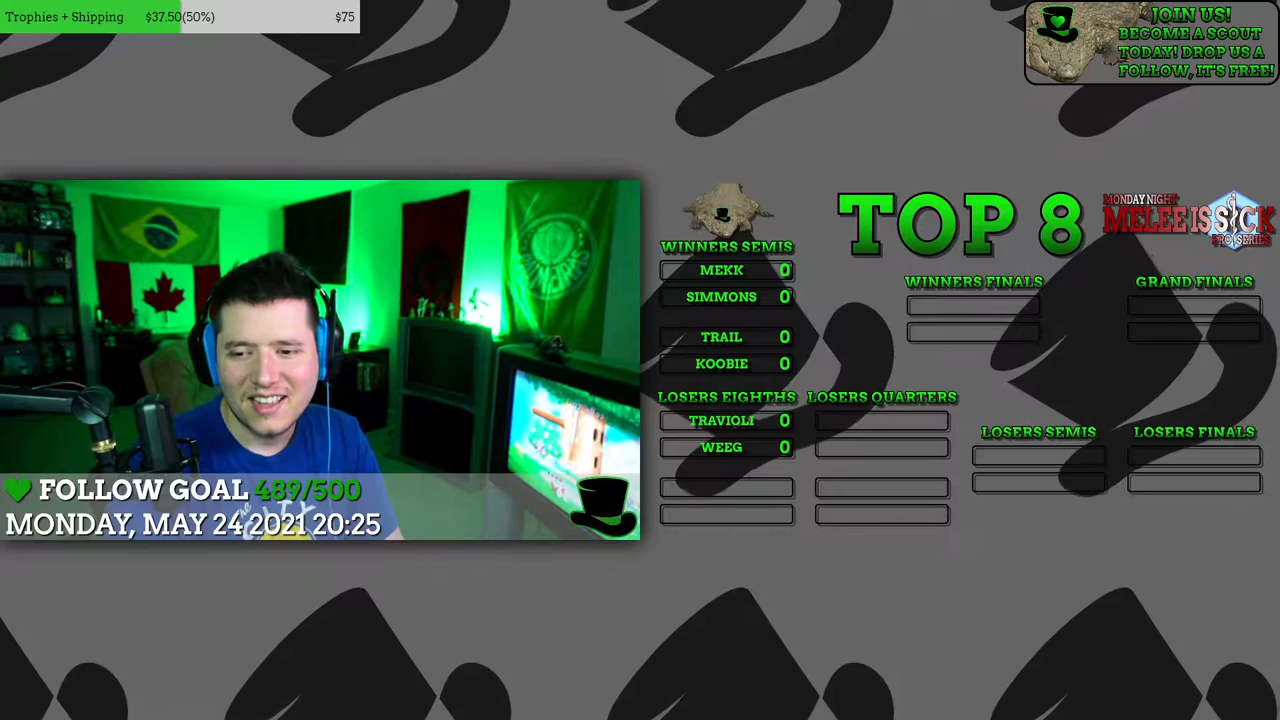 Trophies + Shipping $37.50(50%) $75
JOIN US!
BECOME A SCOUT
TODAY! DROP US A
FOLLOW, IT'S FREE!
TOP 8
MONDAY NIGHT
MELEE IS SICK
PRO SERIES
WINNERS SEMIS
MEKK 0
SIMMONS 0
TRAIL 0
KOOBIE 0
WINNERS FINALS
GRAND FINALS
LOSERS EIGHTHS
TRAVIOLI 0
WEEG 0
LOSERS QUARTERS
LOSERS SEMIS
LOSERS FINALS
FOLLOW GOAL 489/500
MONDAY, MAY 24 2021 20:25